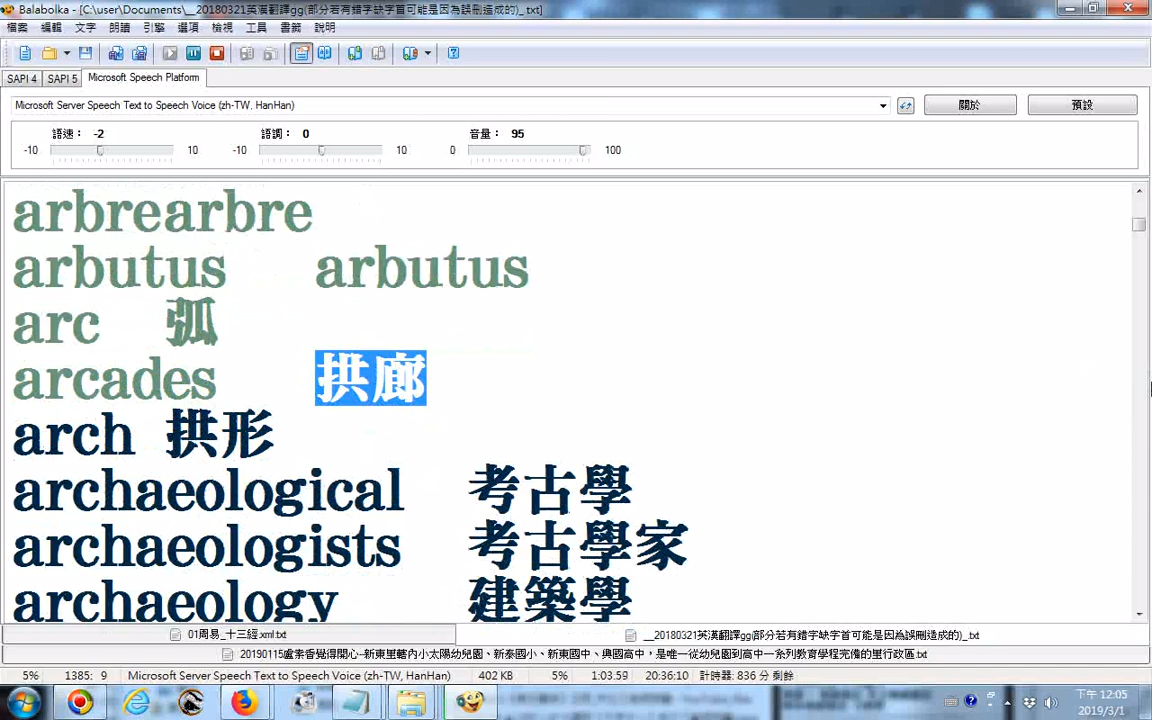 Balabolka - [C:\user\Documents\__20180321英漢翻譯gg(部分若有錯字缺字首可能是因為誤刪造成的)_.txt]
檔案 編輯 文字 朗讀 引擎 選項 檢視 工具 書籤 說明
SAPI 4 SAPI 5 Microsoft Speech Platform
Microsoft Server Speech Text to Speech Voice (zh-TW, HanHan) 關於 預設
語速： -2 語調： 0 音量： 95
-10 10 -10 10 0 100
arbrearbre
arbutus arbutus
arc 弧
arcades 拱廊
arch 拱形
archaeological 考古學
archaeologists 考古學家
archaeology 建築學
01周易_十三經.xml.txt __20180321英漢翻譯gg(部分若有錯字缺字首可能是因為誤刪造成的)_.txt
20190115盧素香覺得開心-新東里轄內小太陽幼兒園、新泰國小、新東國中、興國高中，是唯一從幼兒園到高中一系列教育學程完備的里行政區.txt
5% 1385: 9 Microsoft Server Speech Text to Speech Voice (zh-TW, HanHan) 402 KB 5% 1:03:59 20:36:10 計時器: 836 分 剩餘
下午 12:05
2019/3/1